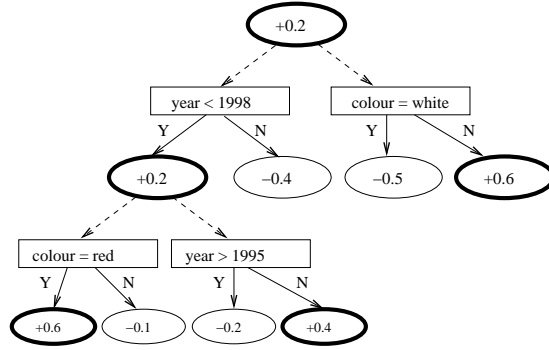 +0.2
year < 1998
colour = white
Y
N
Y
N
+0.2
−0.4
−0.5
+0.6
colour = red
year > 1995
Y
N
Y
N
+0.6
−0.1
−0.2
+0.4